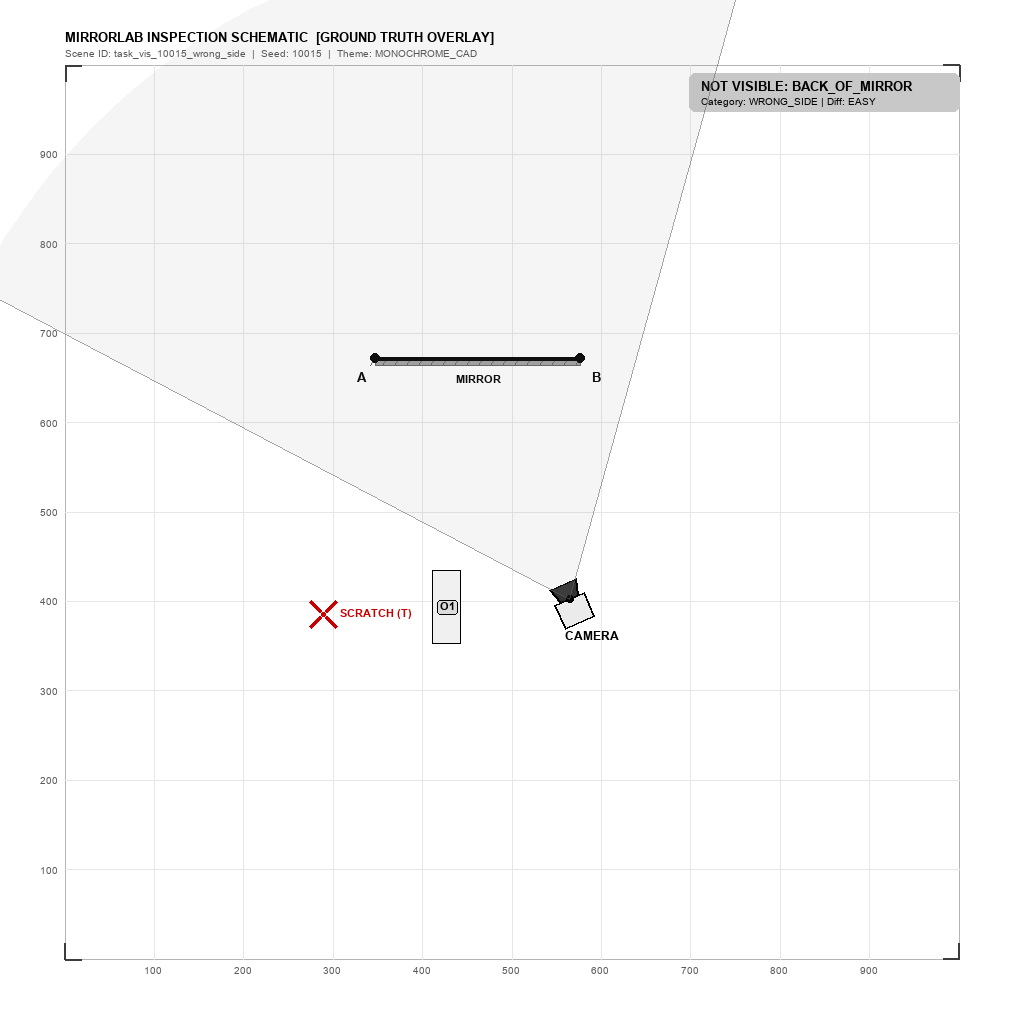 MIRRORLAB INSPECTION SCHEMATIC [GROUND TRUTH OVERLAY]
Scene ID: task_vis_10015_wrong_side | Seed: 10015 | Theme: MONOCHROME_CAD
NOT VISIBLE: BACK_OF_MIRROR
Category: WRONG_SIDE | Diff: EASY
900
800
700
A
MIRROR
B
600
500
400
O1
SCRATCH (T)
CAMERA
300
200
100
100 200 300 400 500 600 700 800 900